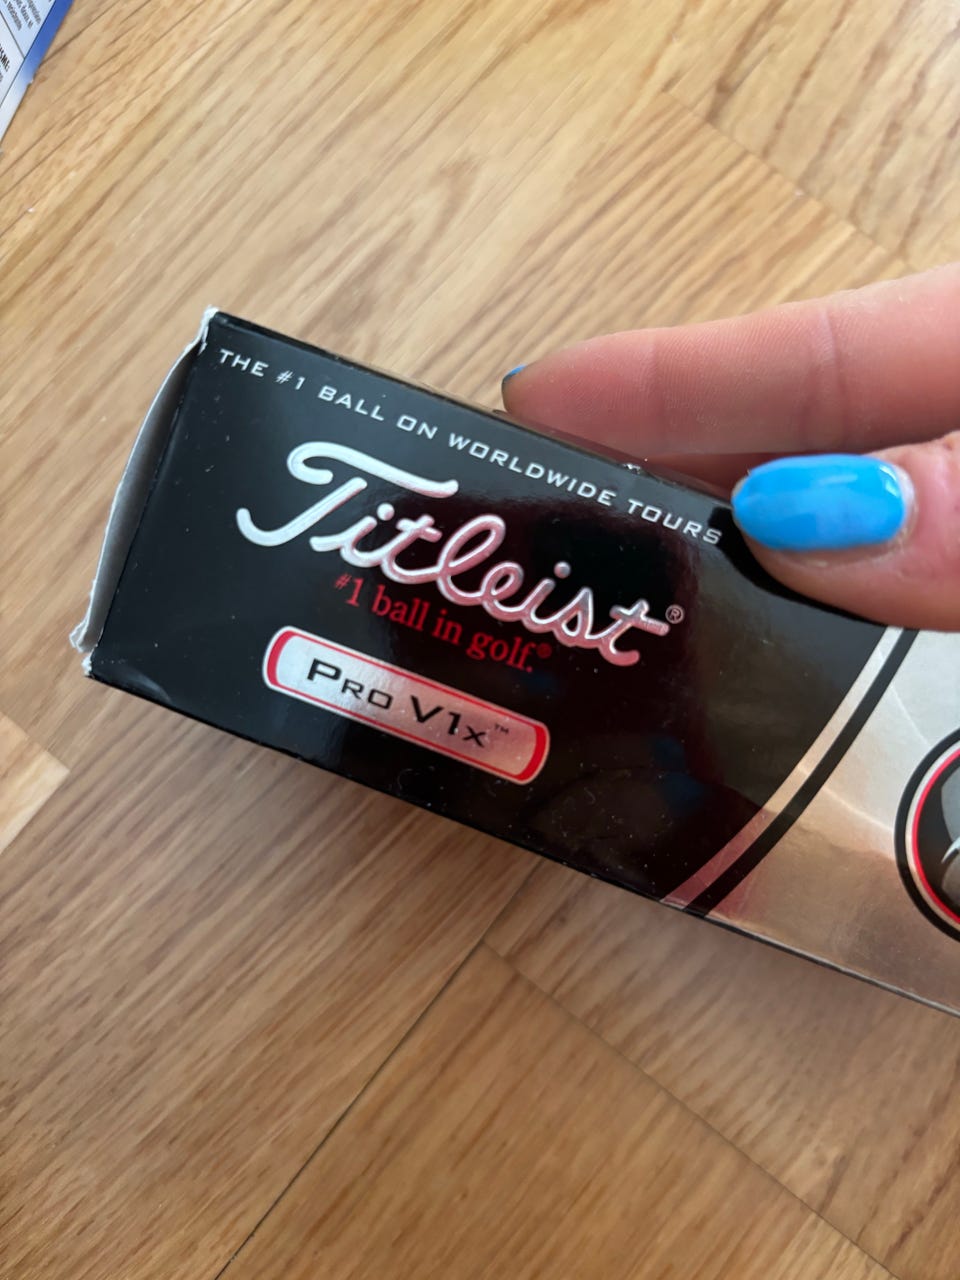 THE #1 BALL ON WORLDWIDE TOURS
Titleist®
#1 ball in golf.®
PRO V1x™